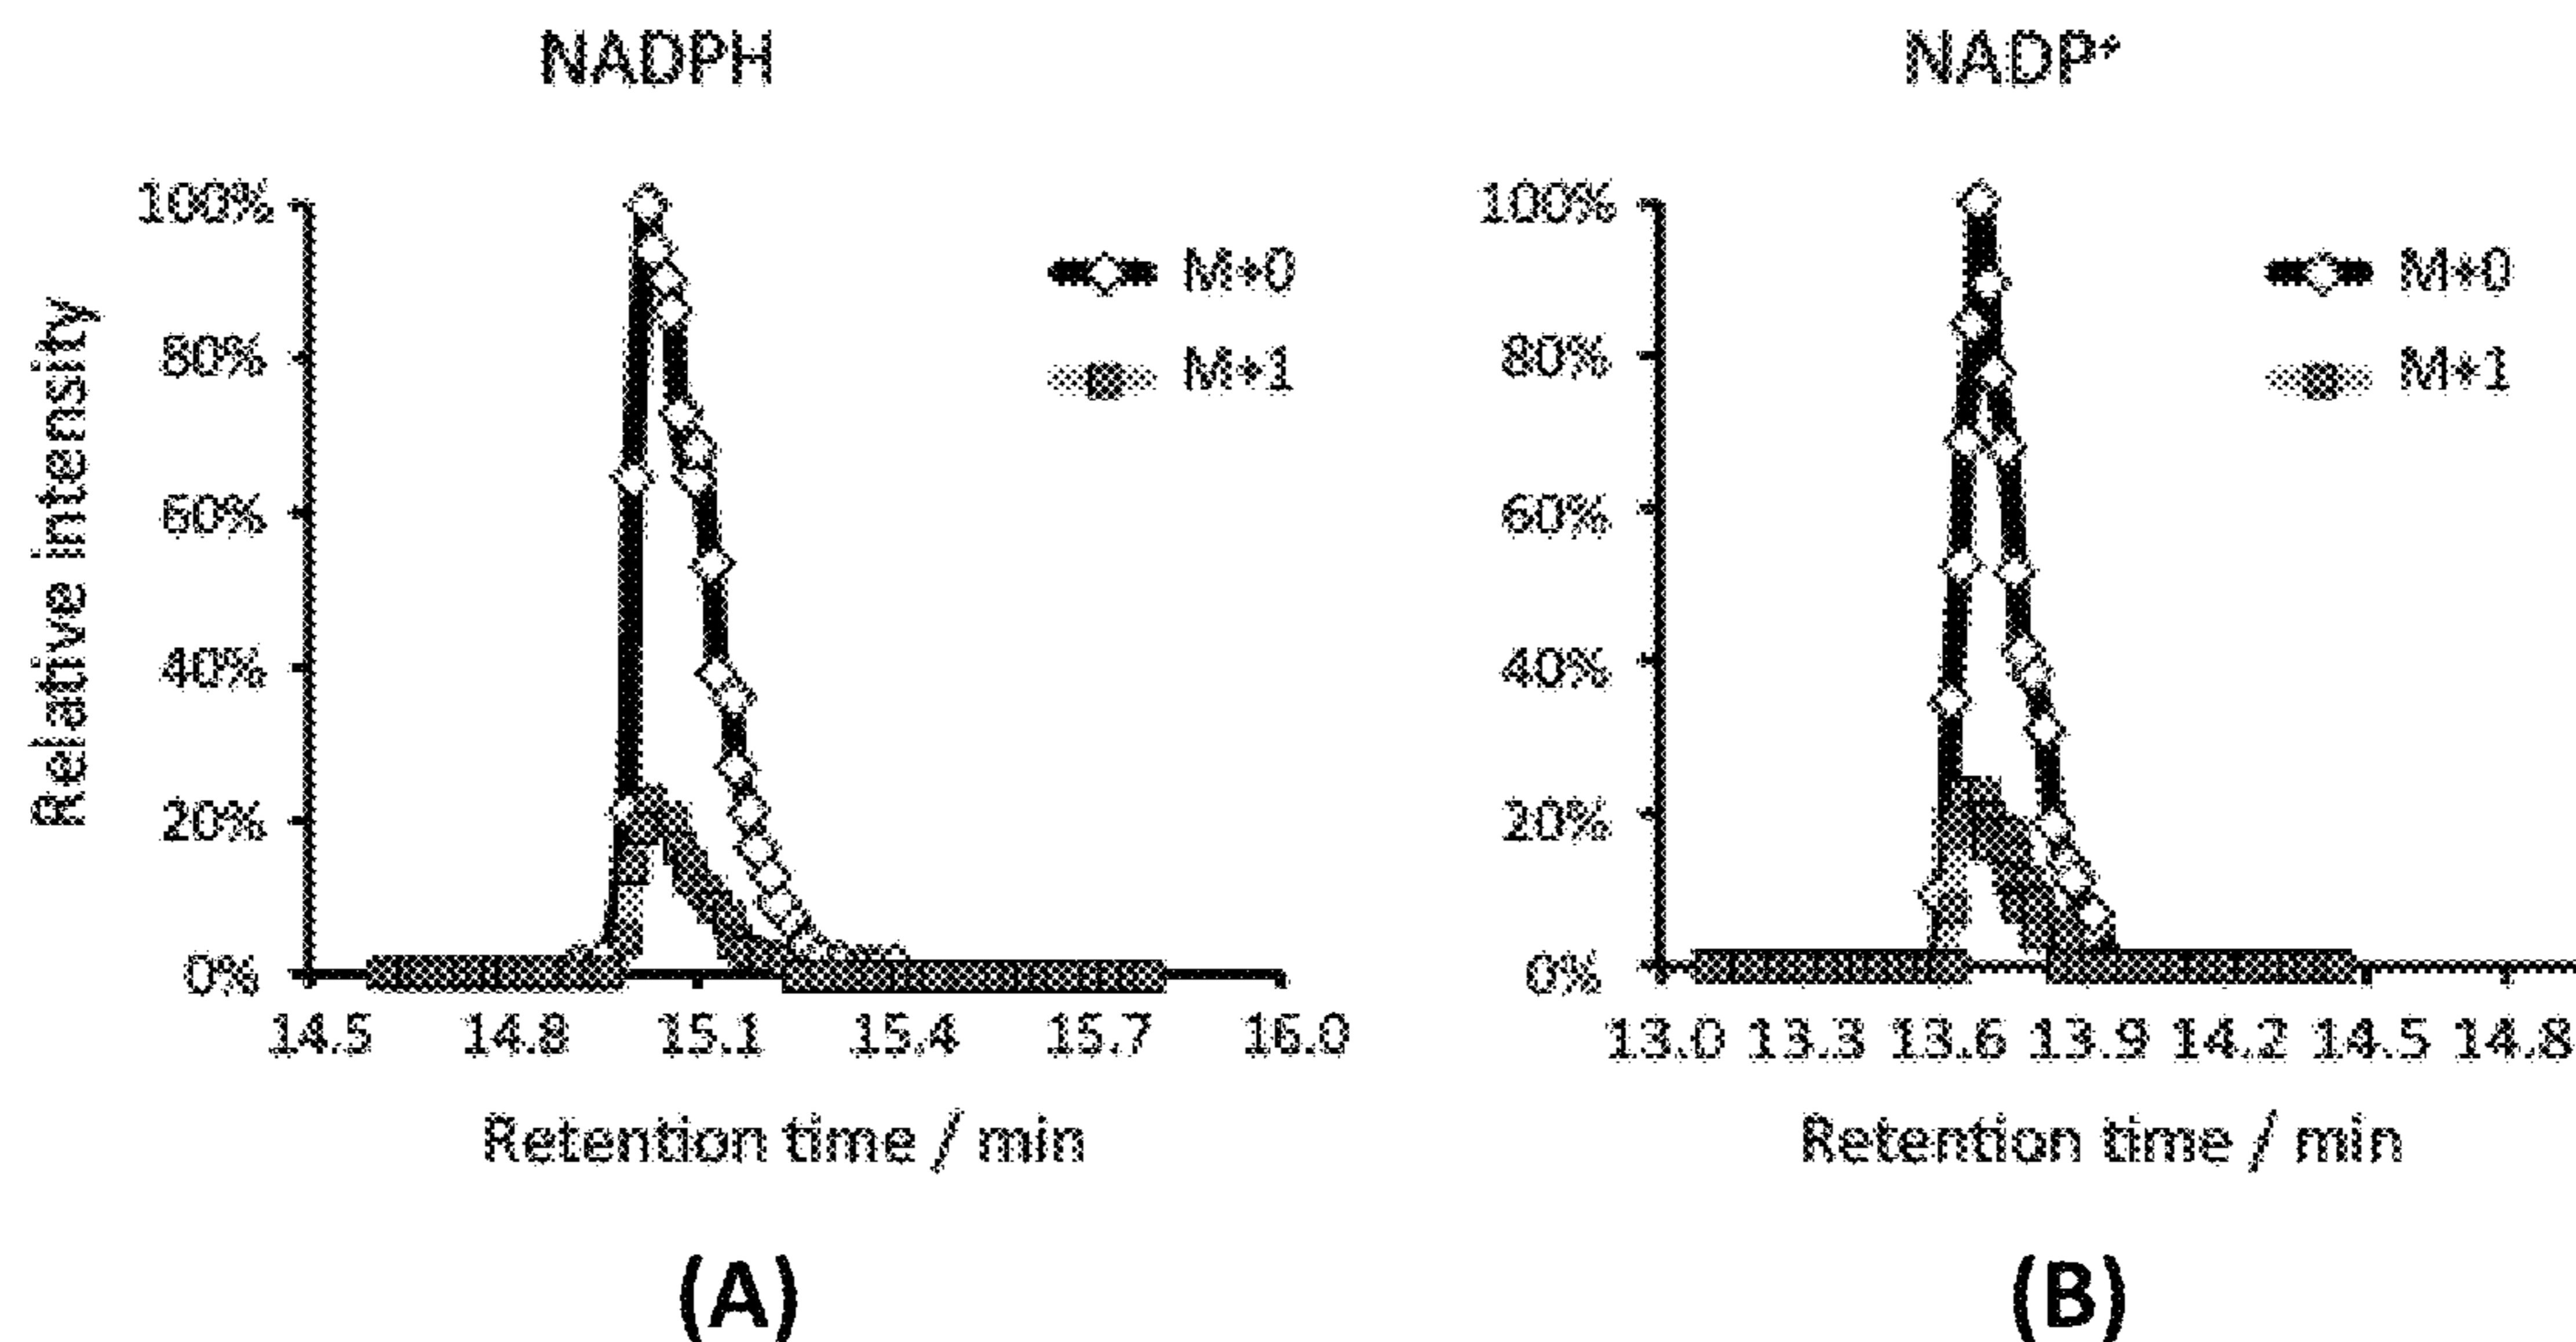 NADPH
100%
80%
60%
40%
20%
0%
Relative intensity
M+0
M+1
14.5 14.8 15.1 15.4 15.7 16.0
Retention time / min
(A)
NADP+
100%
80%
60%
40%
20%
0%
M+0
M+1
13.0 13.3 13.6 13.9 14.2 14.5 14.8
Retention time / min
(B)